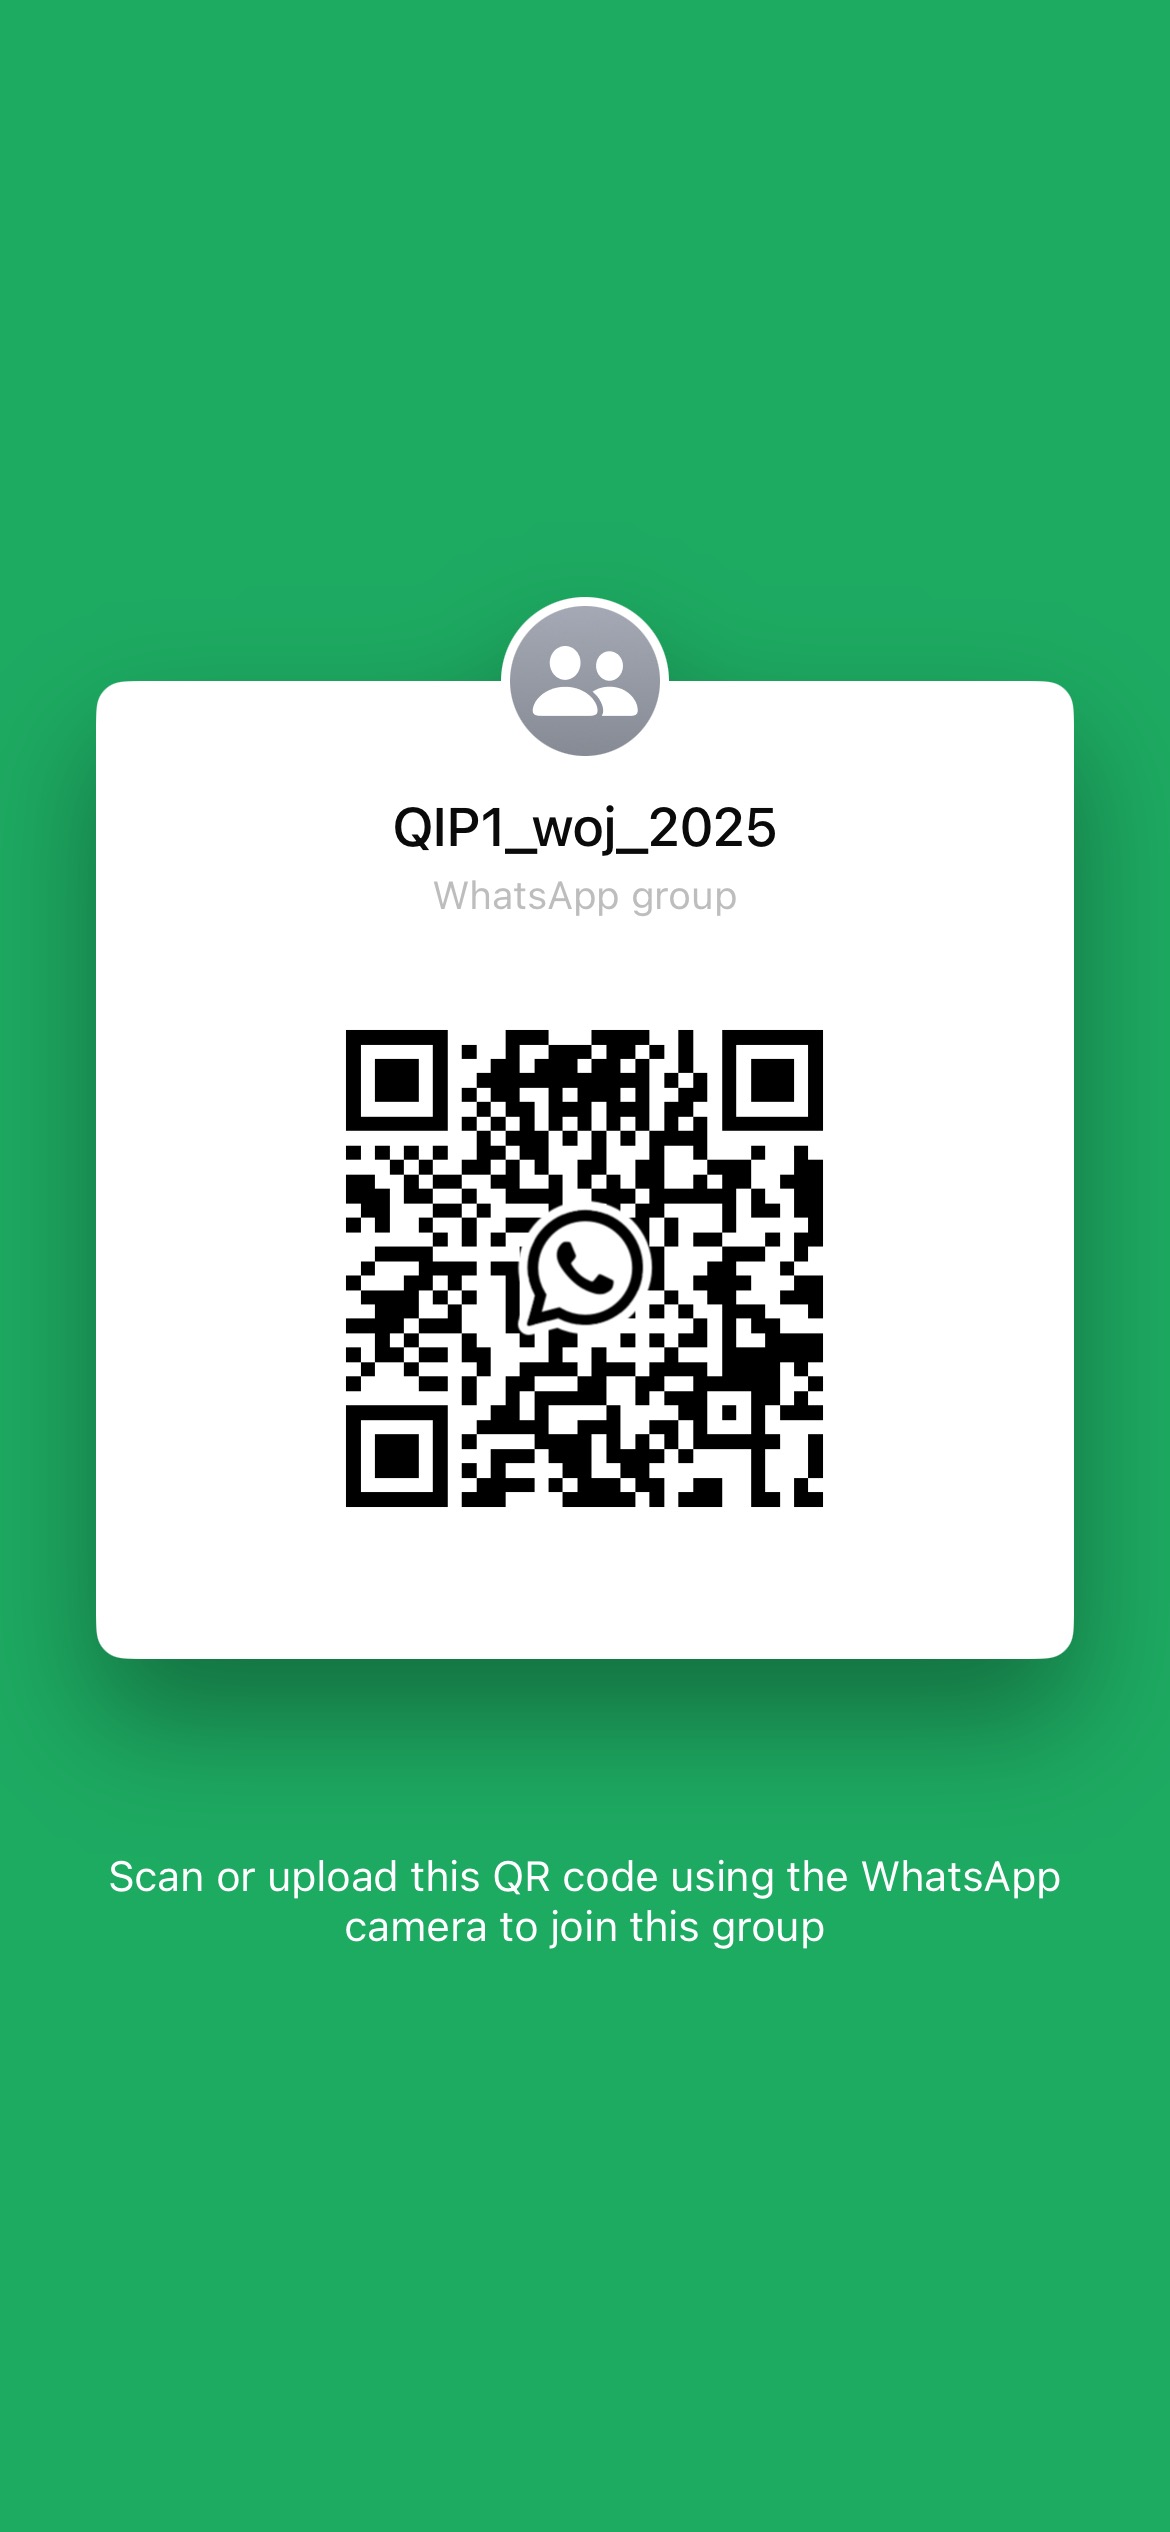 QIP1_woj_2025
WhatsApp group
Scan or upload this QR code using the WhatsApp
camera to join this group